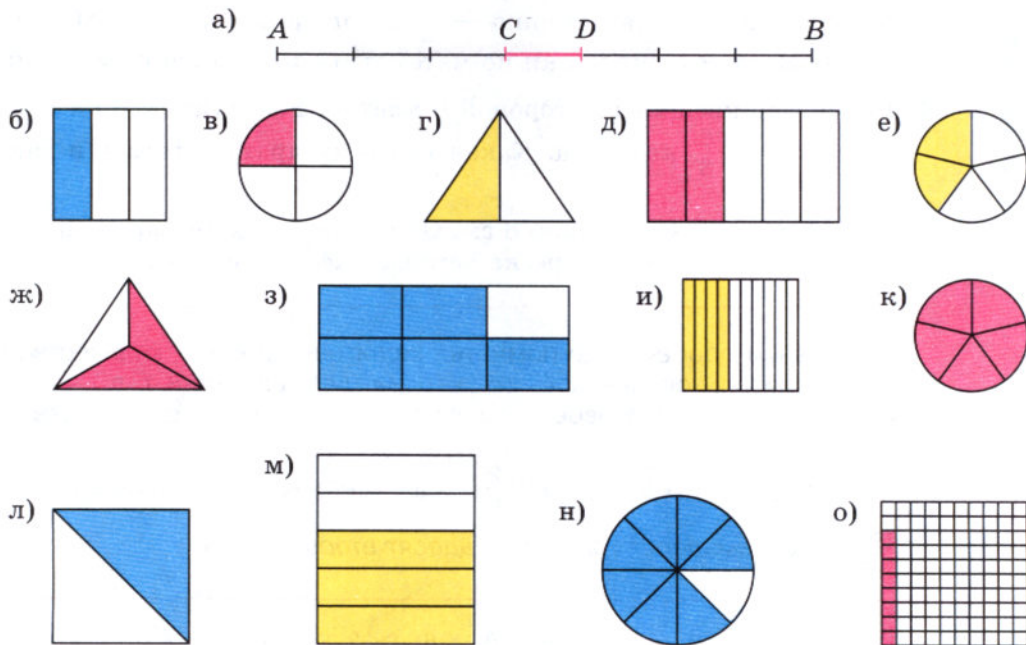 а) A C D B
б) в) г) д) е)
ж) з) и) к)
л) м) н) о)